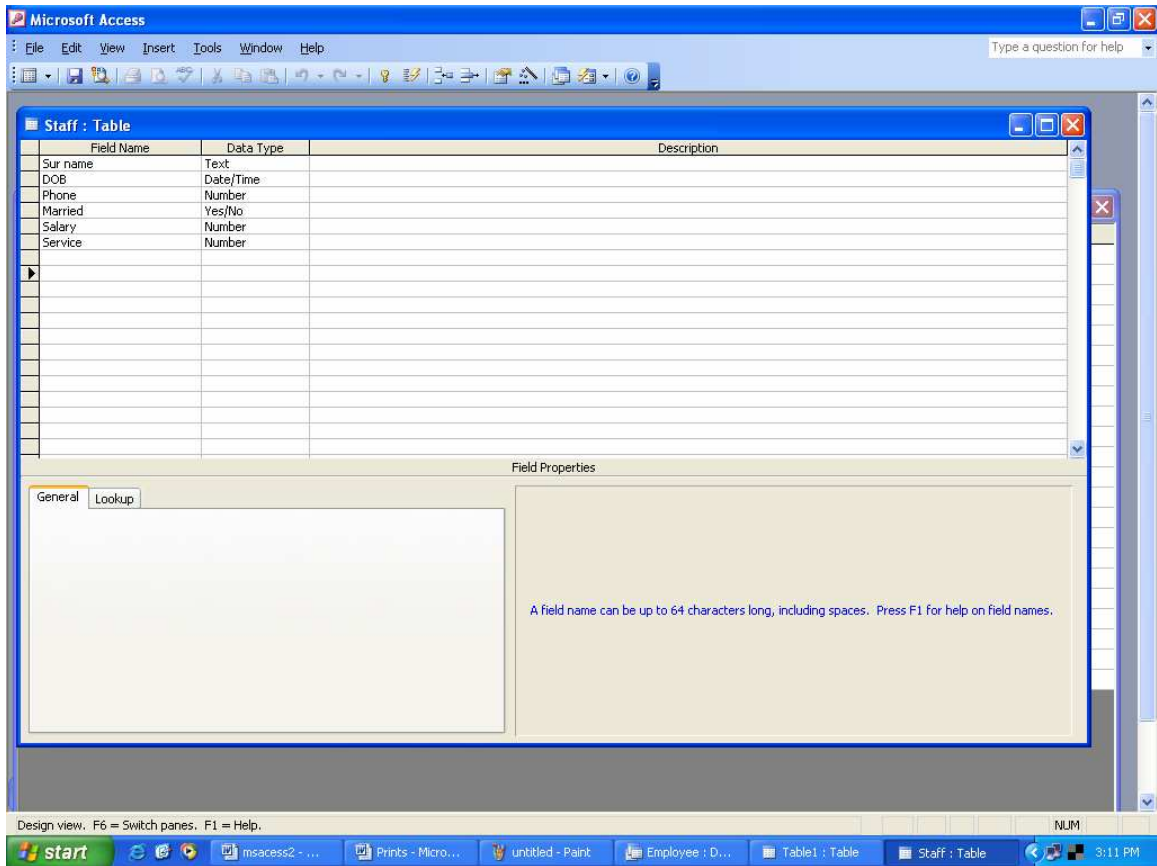 Microsoft Access
File Edit View Insert Tools Window Help
Type a question for help
Staff : Table
Field Name Data Type Description
Sur name Text
DOB Date/Time
Phone Number
Married Yes/No
Salary Number
Service Number
Field Properties
General Lookup
A field name can be up to 64 characters long, including spaces. Press F1 for help on field names.
Design view. F6 = Switch panes. F1 = Help. NUM
start msacess2 - ... Prints - Micro... untitled - Paint Employee : D... Table1 : Table Staff : Table 3:11 PM